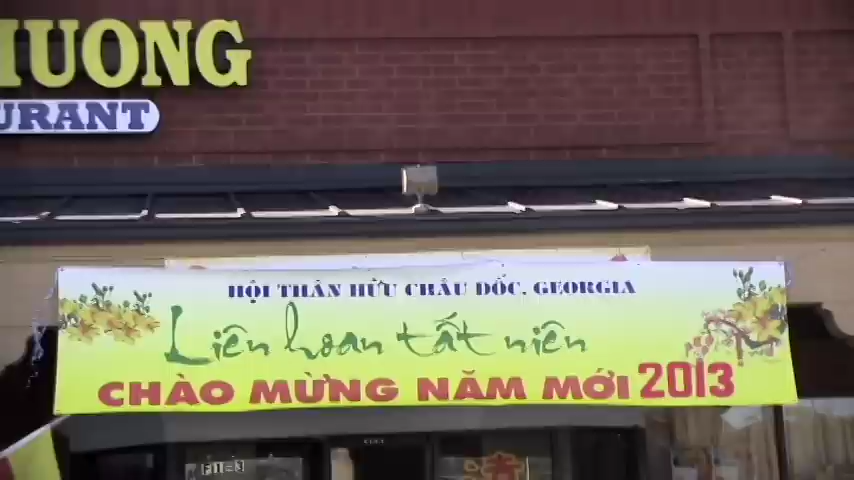 HUONG
URANT
HỘI THÂN HỮU CHÂU ĐỐC. GEORGIA
Liên hoan tất niên
CHÀO MỪNG NĂM MỚI 2013